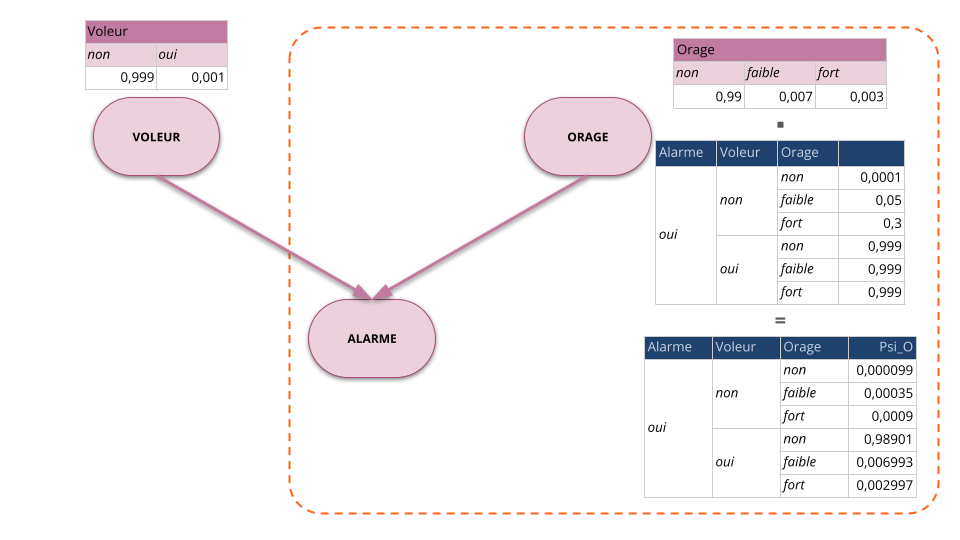 Voleur
non oui
0,999 0,001
VOLEUR
ORAGE
ALARME
Orage
non faible fort
0,99 0,007 0,003
▪
Alarme Voleur Orage
oui non non 0,0001
faible 0,05
fort 0,3
oui non 0,999
faible 0,999
fort 0,999
=
Alarme Voleur Orage Psi_O
oui non non 0,000099
faible 0,00035
fort 0,0009
oui non 0,98901
faible 0,006993
fort 0,002997